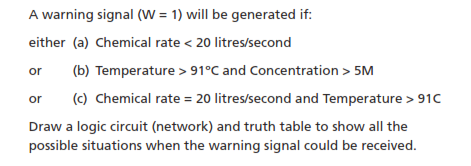 A warning signal (W = 1) will be generated if:
either (a) Chemical rate < 20 litres/second
or (b) Temperature > 91°C and Concentration > 5M
or (c) Chemical rate = 20 litres/second and Temperature > 91C
Draw a logic circuit (network) and truth table to show all the
possible situations when the warning signal could be received.